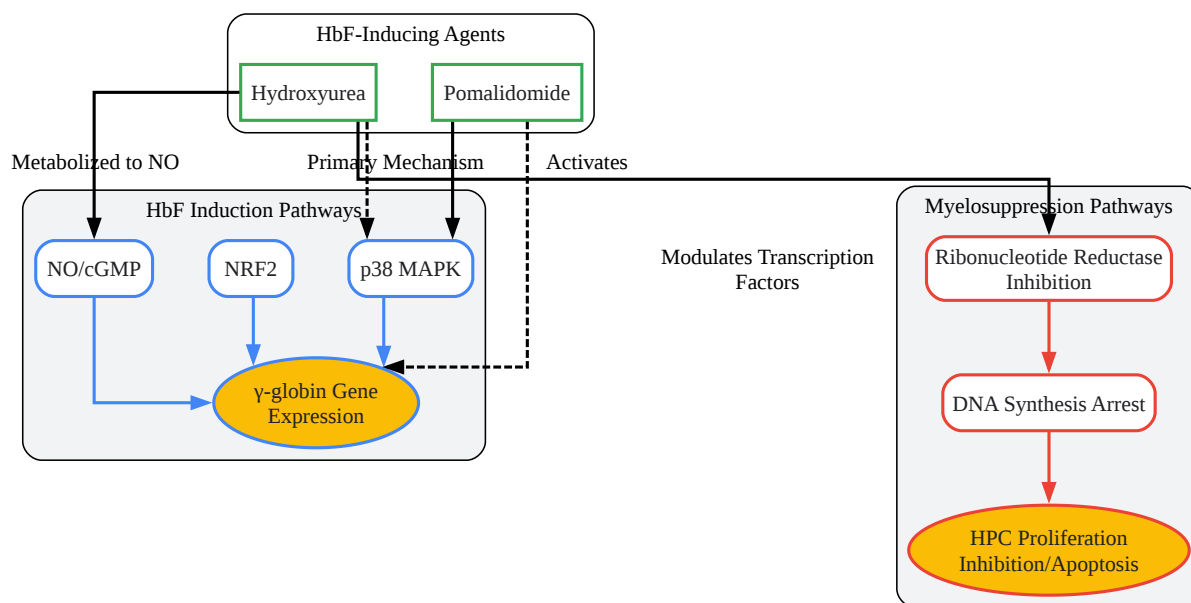 HbF-Inducing Agents
Hydroxyurea
Pomalidomide
Metabolized to NO
Primary Mechanism
Activates
HbF Induction Pathways
Myelosuppression Pathways
NO/cGMP
NRF2
p38 MAPK
Modulates Transcription
Factors
Ribonucleotide Reductase
Inhibition
γ-globin Gene
Expression
DNA Synthesis Arrest
HPC Proliferation
Inhibition/Apoptosis